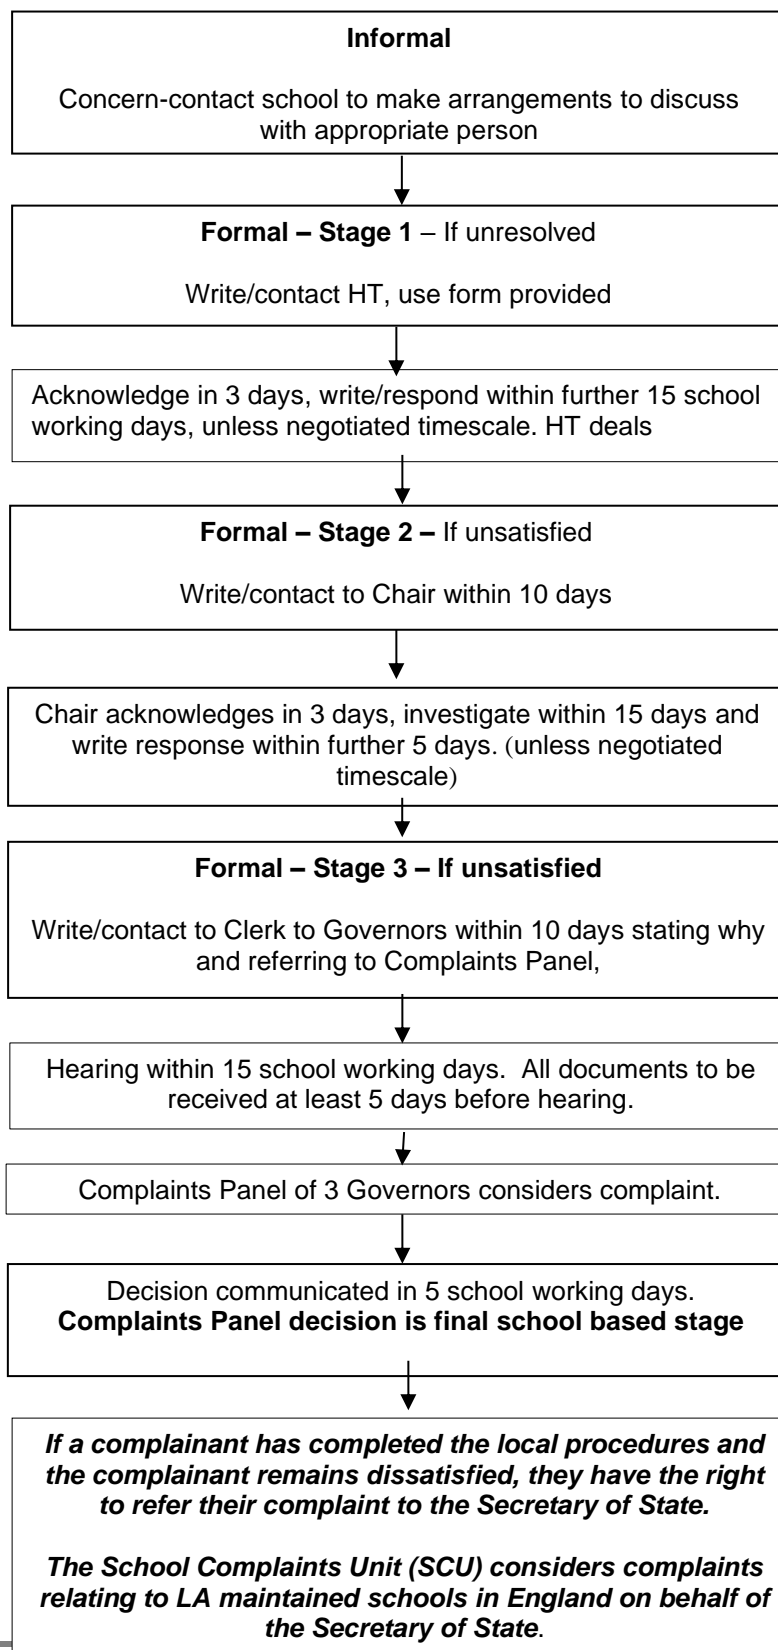 Informal
Concern-contact school to make arrangements to discuss
with appropriate person
Formal – Stage 1 – If unresolved
Write/contact HT, use form provided
Acknowledge in 3 days, write/respond within further 15 school
working days, unless negotiated timescale. HT deals
Formal – Stage 2 – If unsatisfied
Write/contact to Chair within 10 days
Chair acknowledges in 3 days, investigate within 15 days and
write response within further 5 days. (unless negotiated
timescale)
Formal – Stage 3 – If unsatisfied
Write/contact to Clerk to Governors within 10 days stating why
and referring to Complaints Panel,
Hearing within 15 school working days. All documents to be
received at least 5 days before hearing.
Complaints Panel of 3 Governors considers complaint.
Decision communicated in 5 school working days.
Complaints Panel decision is final school based stage
If a complainant has completed the local procedures and
the complainant remains dissatisfied, they have the right
to refer their complaint to the Secretary of State.
The School Complaints Unit (SCU) considers complaints
relating to LA maintained schools in England on behalf of
the Secretary of State.